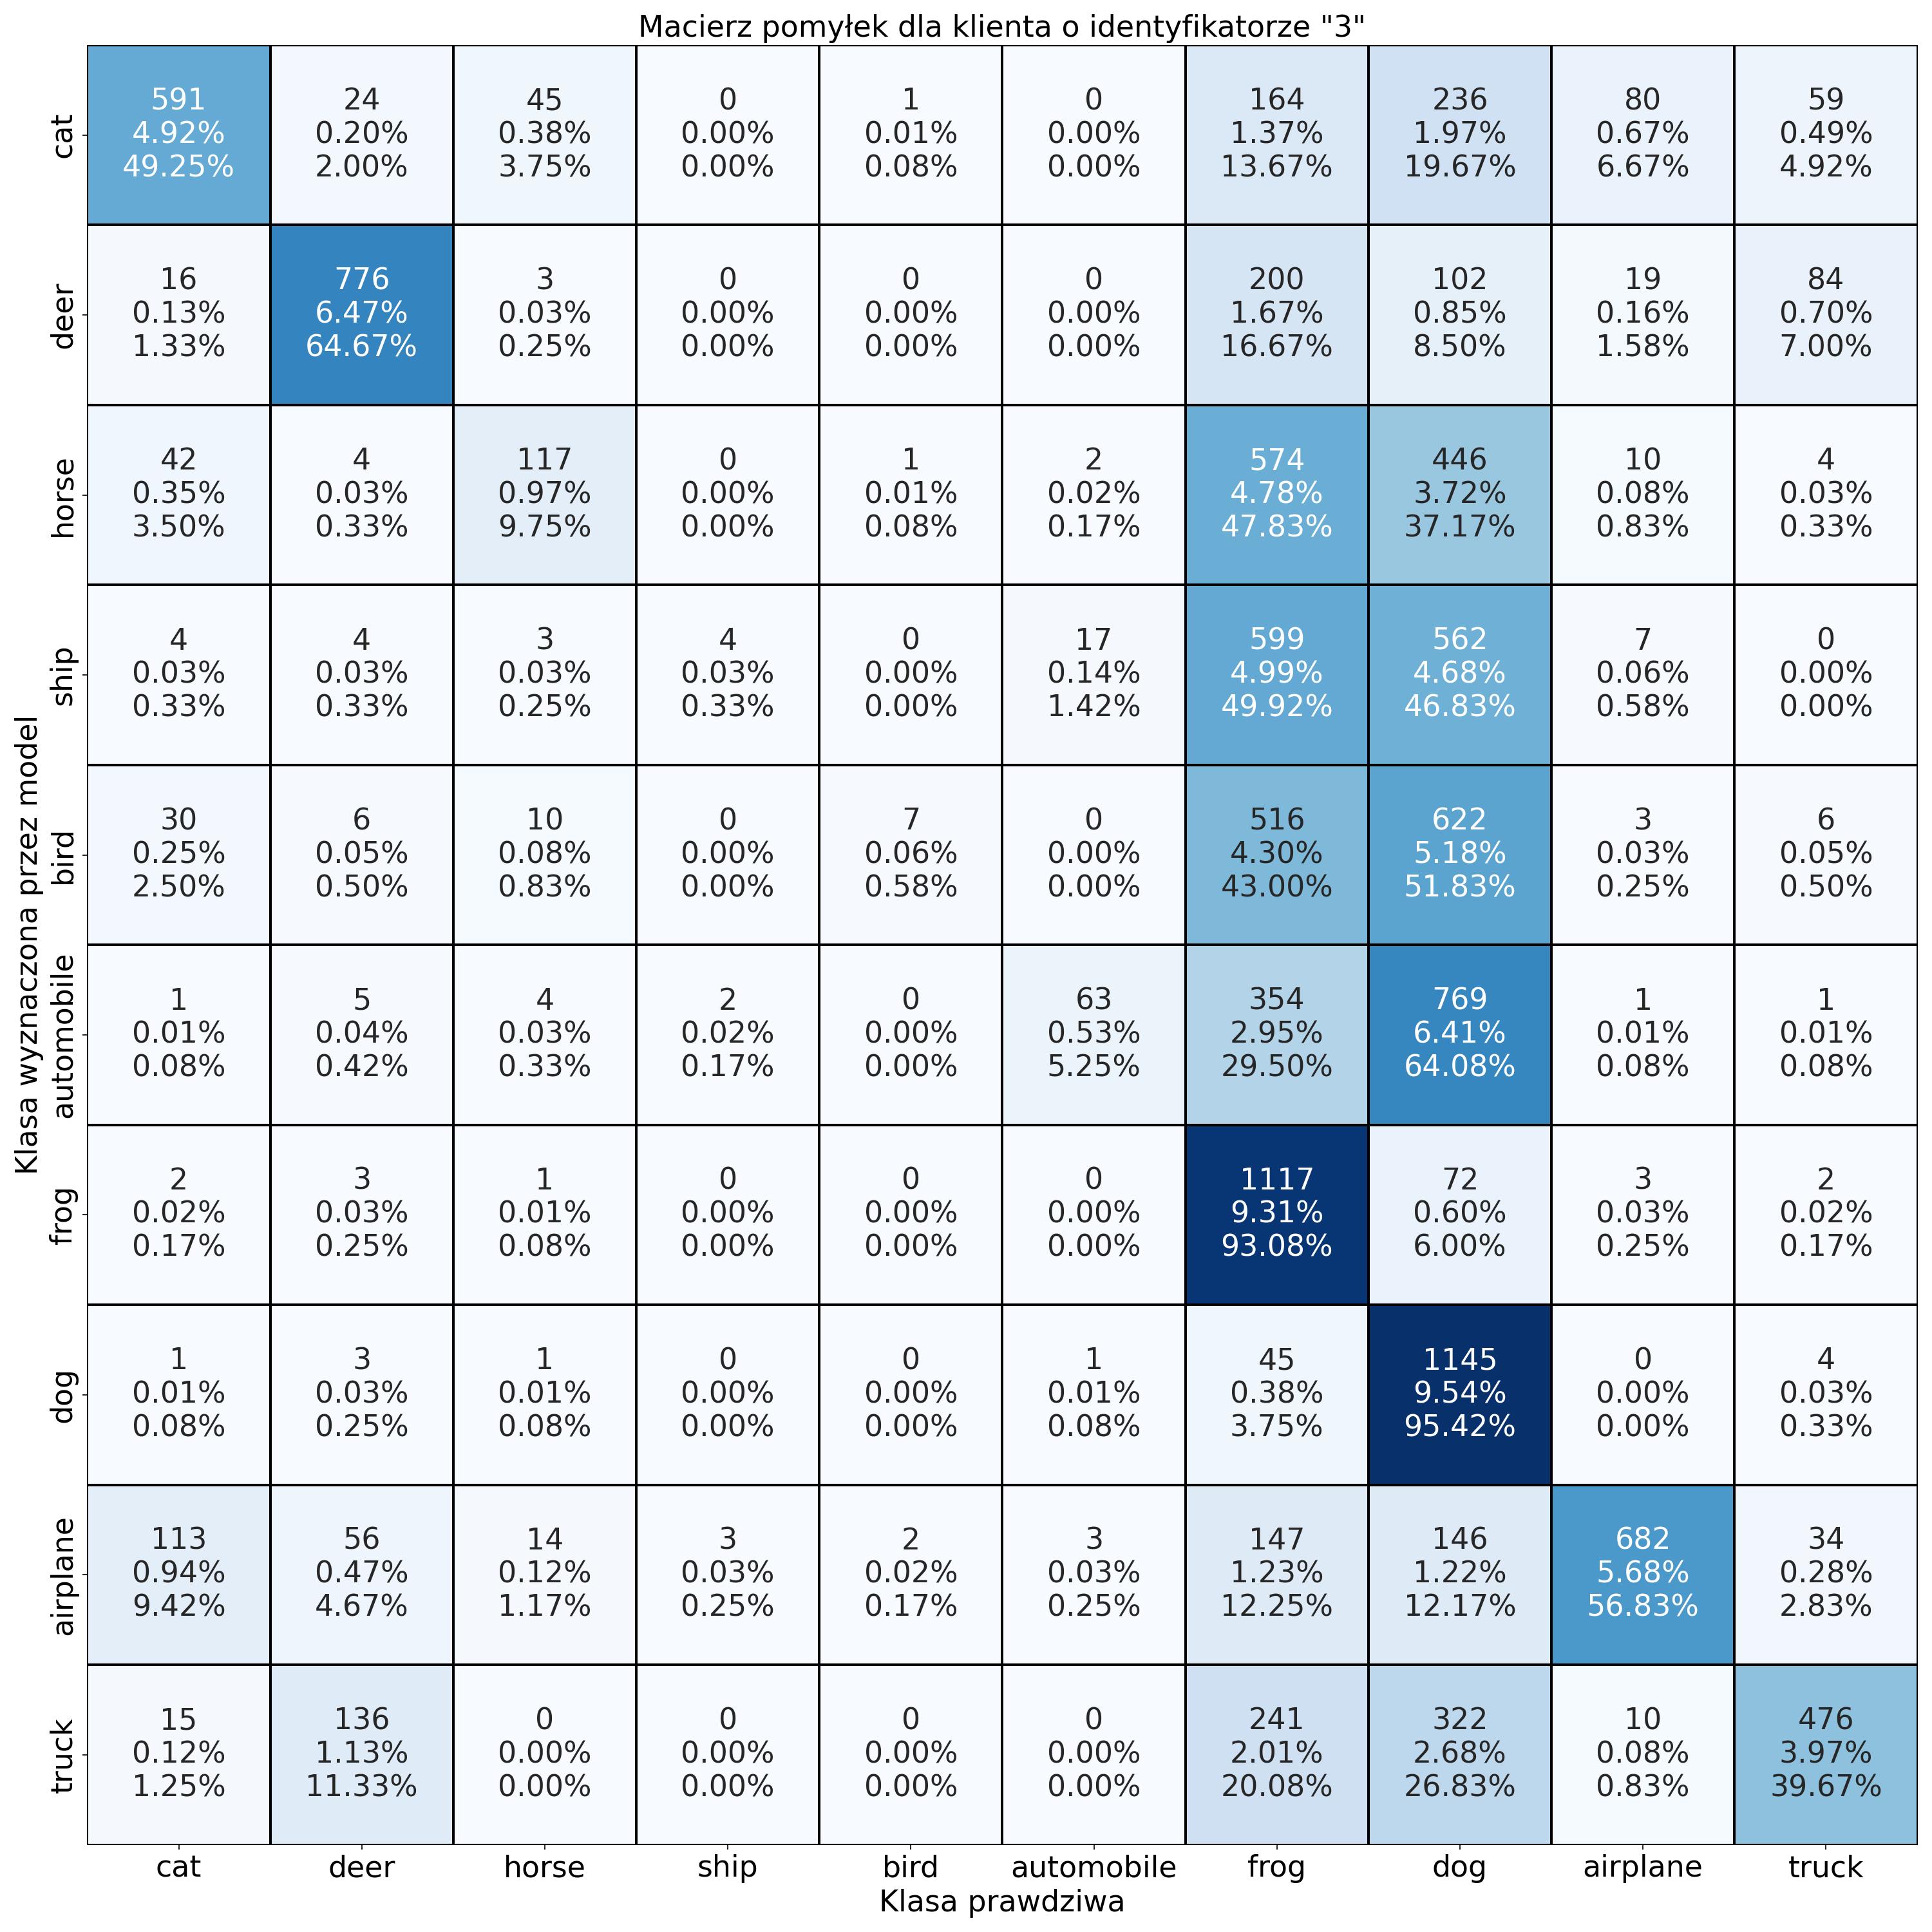 Macierz pomyłek dla klienta o identyfikatorze "3"
Klasa wyznaczona przez model
cat
591 24 45 0 1 0 164 236 80 59
4.92% 0.20% 0.38% 0.00% 0.01% 0.00% 1.37% 1.97% 0.67% 0.49%
49.25% 2.00% 3.75% 0.00% 0.08% 0.00% 13.67% 19.67% 6.67% 4.92%
deer
16 776 3 0 0 0 200 102 19 84
0.13% 6.47% 0.03% 0.00% 0.00% 0.00% 1.67% 0.85% 0.16% 0.70%
1.33% 64.67% 0.25% 0.00% 0.00% 0.00% 16.67% 8.50% 1.58% 7.00%
horse
42 4 117 0 1 2 574 446 10 4
0.35% 0.03% 0.97% 0.00% 0.01% 0.02% 4.78% 3.72% 0.08% 0.03%
3.50% 0.33% 9.75% 0.00% 0.08% 0.17% 47.83% 37.17% 0.83% 0.33%
ship
4 4 3 4 0 17 599 562 7 0
0.03% 0.03% 0.03% 0.03% 0.00% 0.14% 4.99% 4.68% 0.06% 0.00%
0.33% 0.33% 0.25% 0.33% 0.00% 1.42% 49.92% 46.83% 0.58% 0.00%
bird
30 6 10 0 7 0 516 622 3 6
0.25% 0.05% 0.08% 0.00% 0.06% 0.00% 4.30% 5.18% 0.03% 0.05%
2.50% 0.50% 0.83% 0.00% 0.58% 0.00% 43.00% 51.83% 0.25% 0.50%
automobile
1 5 4 2 0 63 354 769 1 1
0.01% 0.04% 0.03% 0.02% 0.00% 0.53% 2.95% 6.41% 0.01% 0.01%
0.08% 0.42% 0.33% 0.17% 0.00% 5.25% 29.50% 64.08% 0.08% 0.08%
frog
2 3 1 0 0 0 1117 72 3 2
0.02% 0.03% 0.01% 0.00% 0.00% 0.00% 9.31% 0.60% 0.03% 0.02%
0.17% 0.25% 0.08% 0.00% 0.00% 0.00% 93.08% 6.00% 0.25% 0.17%
dog
1 3 1 0 0 1 45 1145 0 4
0.01% 0.03% 0.01% 0.00% 0.00% 0.01% 0.38% 9.54% 0.00% 0.03%
0.08% 0.25% 0.08% 0.00% 0.00% 0.08% 3.75% 95.42% 0.00% 0.33%
airplane
113 56 14 3 2 3 147 146 682 34
0.94% 0.47% 0.12% 0.03% 0.02% 0.03% 1.23% 1.22% 5.68% 0.28%
9.42% 4.67% 1.17% 0.25% 0.17% 0.25% 12.25% 12.17% 56.83% 2.83%
truck
15 136 0 0 0 0 241 322 10 476
0.12% 1.13% 0.00% 0.00% 0.00% 0.00% 2.01% 2.68% 0.08% 3.97%
1.25% 11.33% 0.00% 0.00% 0.00% 0.00% 20.08% 26.83% 0.83% 39.67%
cat deer horse ship bird automobile frog dog airplane truck
Klasa prawdziwa